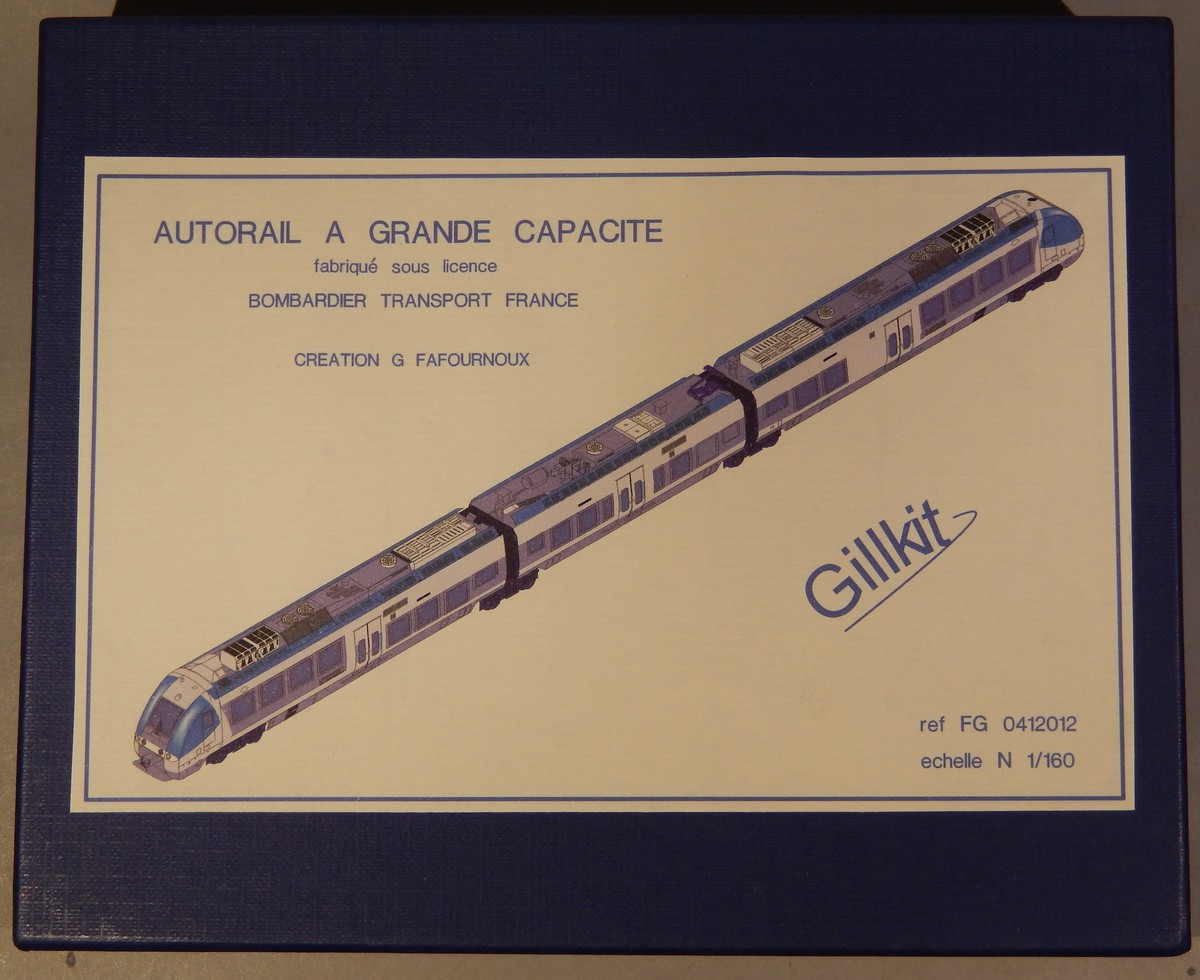 AUTORAIL A GRANDE CAPACITE
fabriqué sous licence
BOMBARDIER TRANSPORT FRANCE
CREATION G FAFOURNOUX
Gillkit
ref FG 0412012
echelle N 1/160